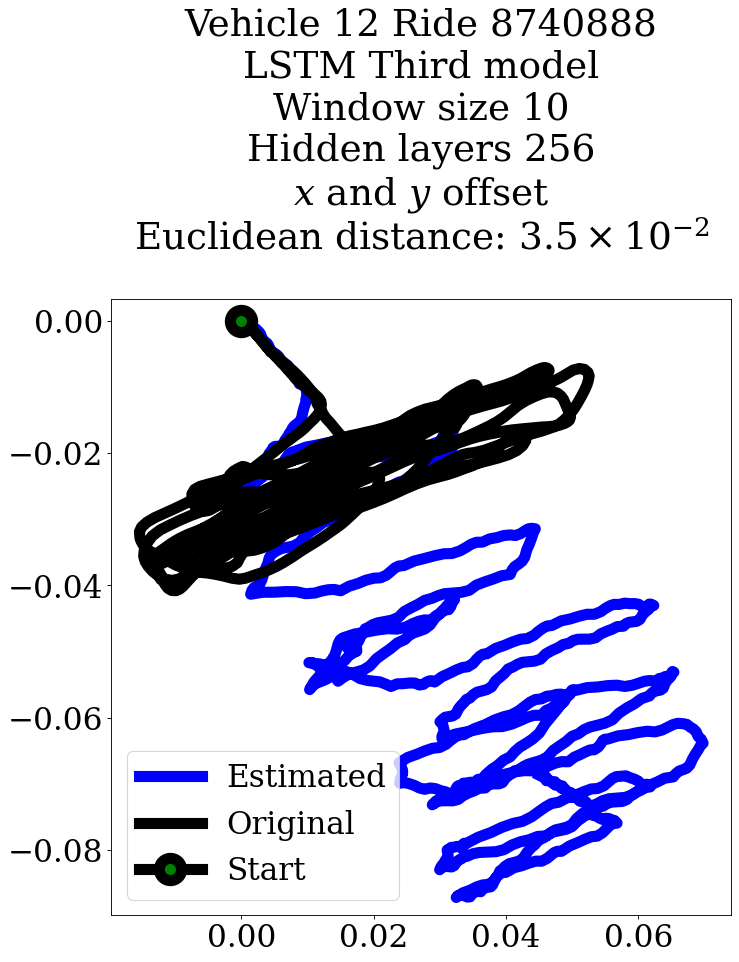 Vehicle 12 Ride 8740888
LSTM Third model
Window size 10
Hidden layers 256
x and y offset
Euclidean distance: 3.5 × 10⁻²
0.00
−0.02
−0.04
−0.06
−0.08
Estimated
Original
Start
0.00 0.02 0.04 0.06